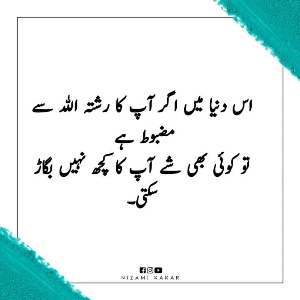 اس دنیا میں اگر آپ کا رشتہ اللہ سے
مضبوط ہے
تو کوئی بھی شے آپ کا کچھ نہیں بگاڑ
سکتی۔
NIZAMI KAKAR